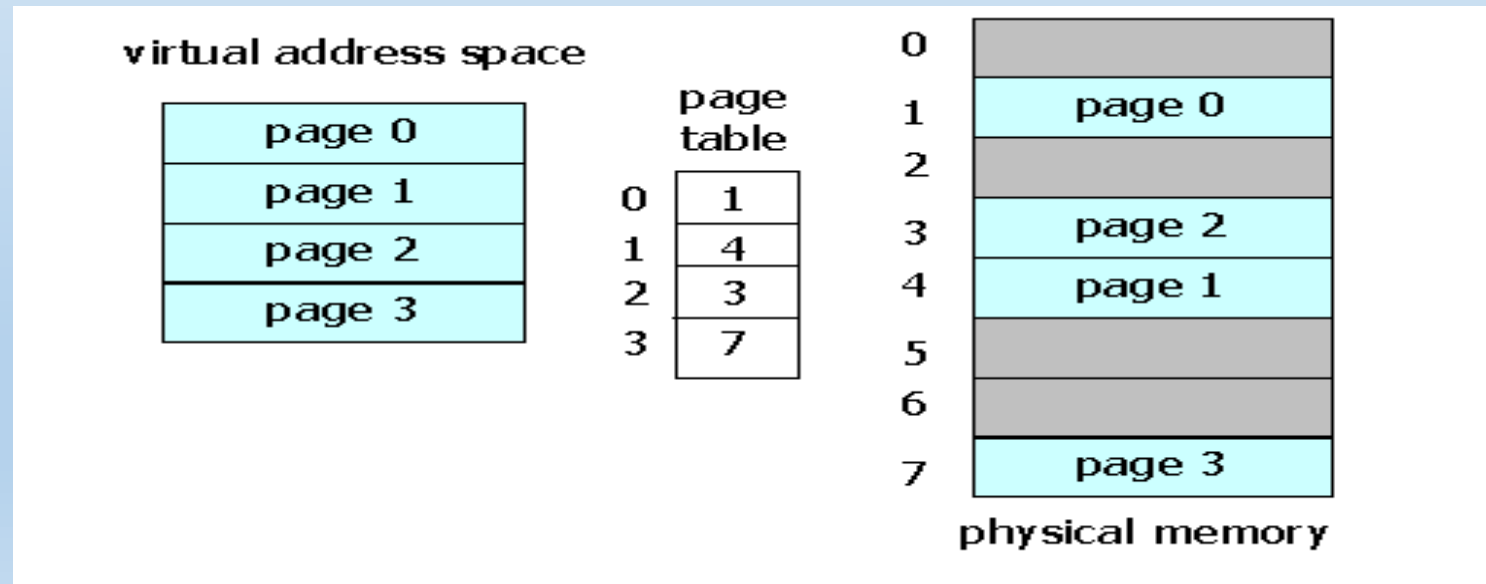 virtual address space
page 0
page 1
page 2
page 3
page
table
0 1
1 4
2 3
3 7
0
1 page 0
2
3 page 2
4 page 1
5
6
7 page 3
physical memory